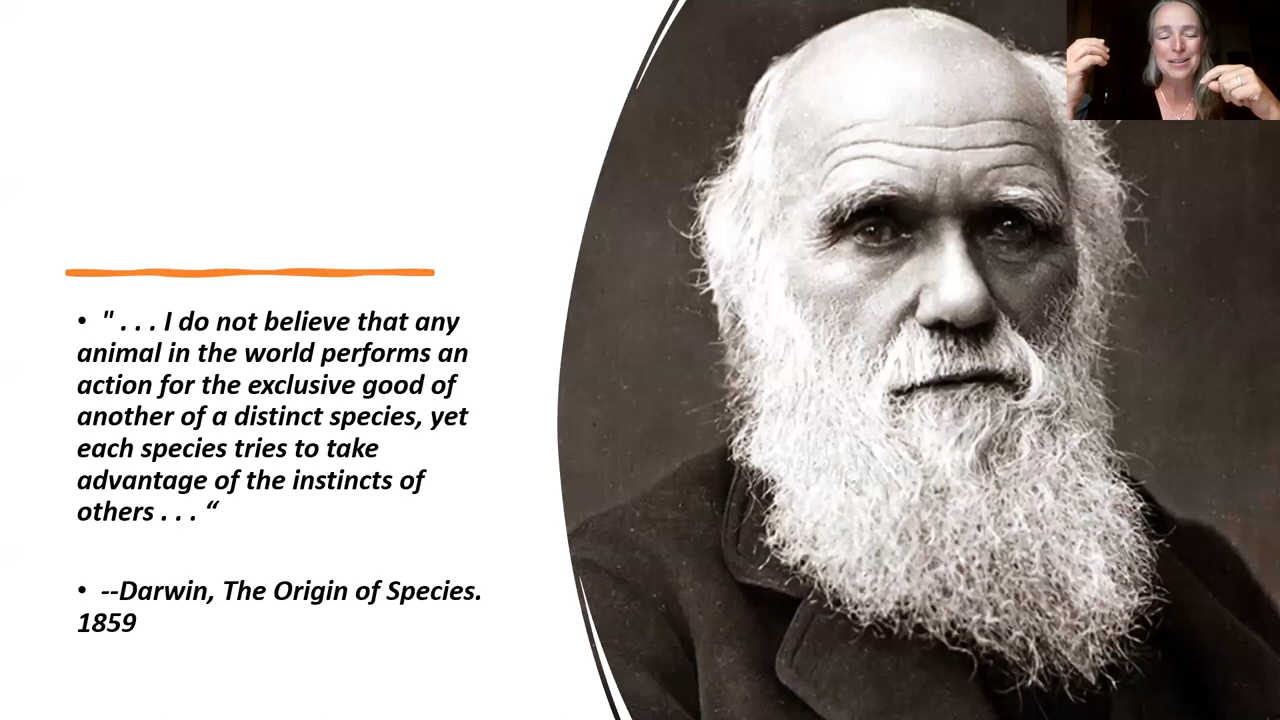 • " . . . I do not believe that any
animal in the world performs an
action for the exclusive good of
another of a distinct species, yet
each species tries to take
advantage of the instincts of
others . . . “
• --Darwin, The Origin of Species.
1859